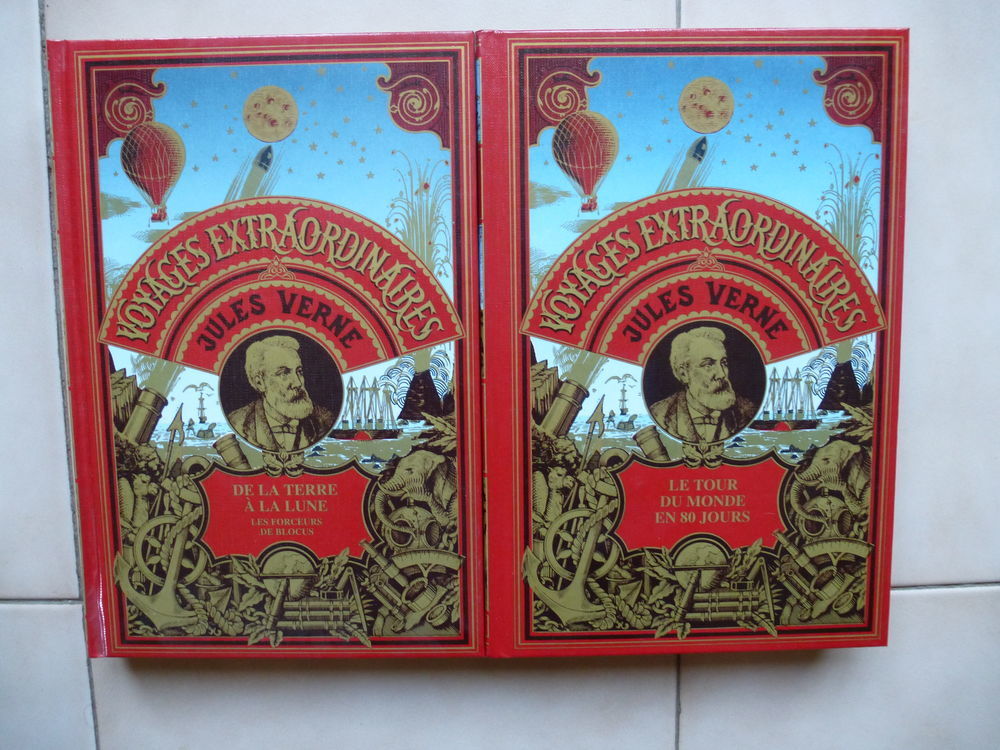 VOYAGES EXTRAORDINAIRES
JULES VERNE
DE LA TERRE
À LA LUNE
LES FORCEURS
DE BLOCUS
VOYAGES EXTRAORDINAIRES
JULES VERNE
LE TOUR
DU MONDE
EN 80 JOURS